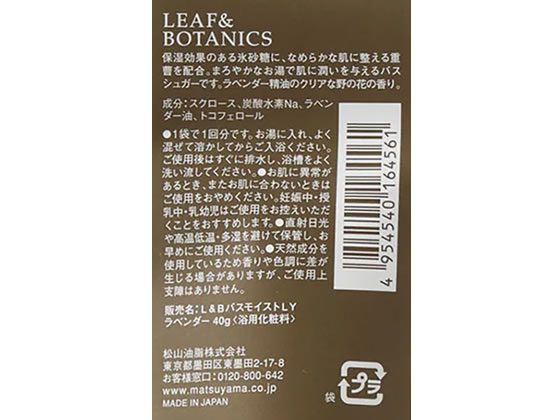 LEAF&
BOTANICS
保湿効果のある氷砂糖に、なめらかな肌に整える重
曹を配合。まろやかなお湯で肌に潤いを与えるバス
シュガーです。ラベンダー精油のクリアな野の花の香り。
成分：スクロース、炭酸水素Na、ラベン
ダー油、トコフェロール
●1袋で1回分です。お湯に入れ、よく
混ぜて溶かしてからご入浴ください。
ご使用後はすぐに排水し、浴槽をよく
洗い流してください。●お肌に異常が
あるとき、またお肌に合わないときは
ご使用をおやめください。妊娠中・授
乳中・乳幼児はご使用をお控えいただ
くことをおすすめします。●直射日光
や高温低温・多湿を避けて保管し、お
早めにご使用ください。●天然成分を
使用しているため香りや色調に差が
生じる場合がありますが、ご使用上
支障はありません。
販売名：L&BバスモイストLY
ラベンダー 40g〈浴用化粧料〉
松山油脂株式会社
東京都墨田区東墨田2-17-8
お客様窓口：0120-800-642
www.matsuyama.co.jp
MADE IN JAPAN
4 954540 164561
袋
プラ